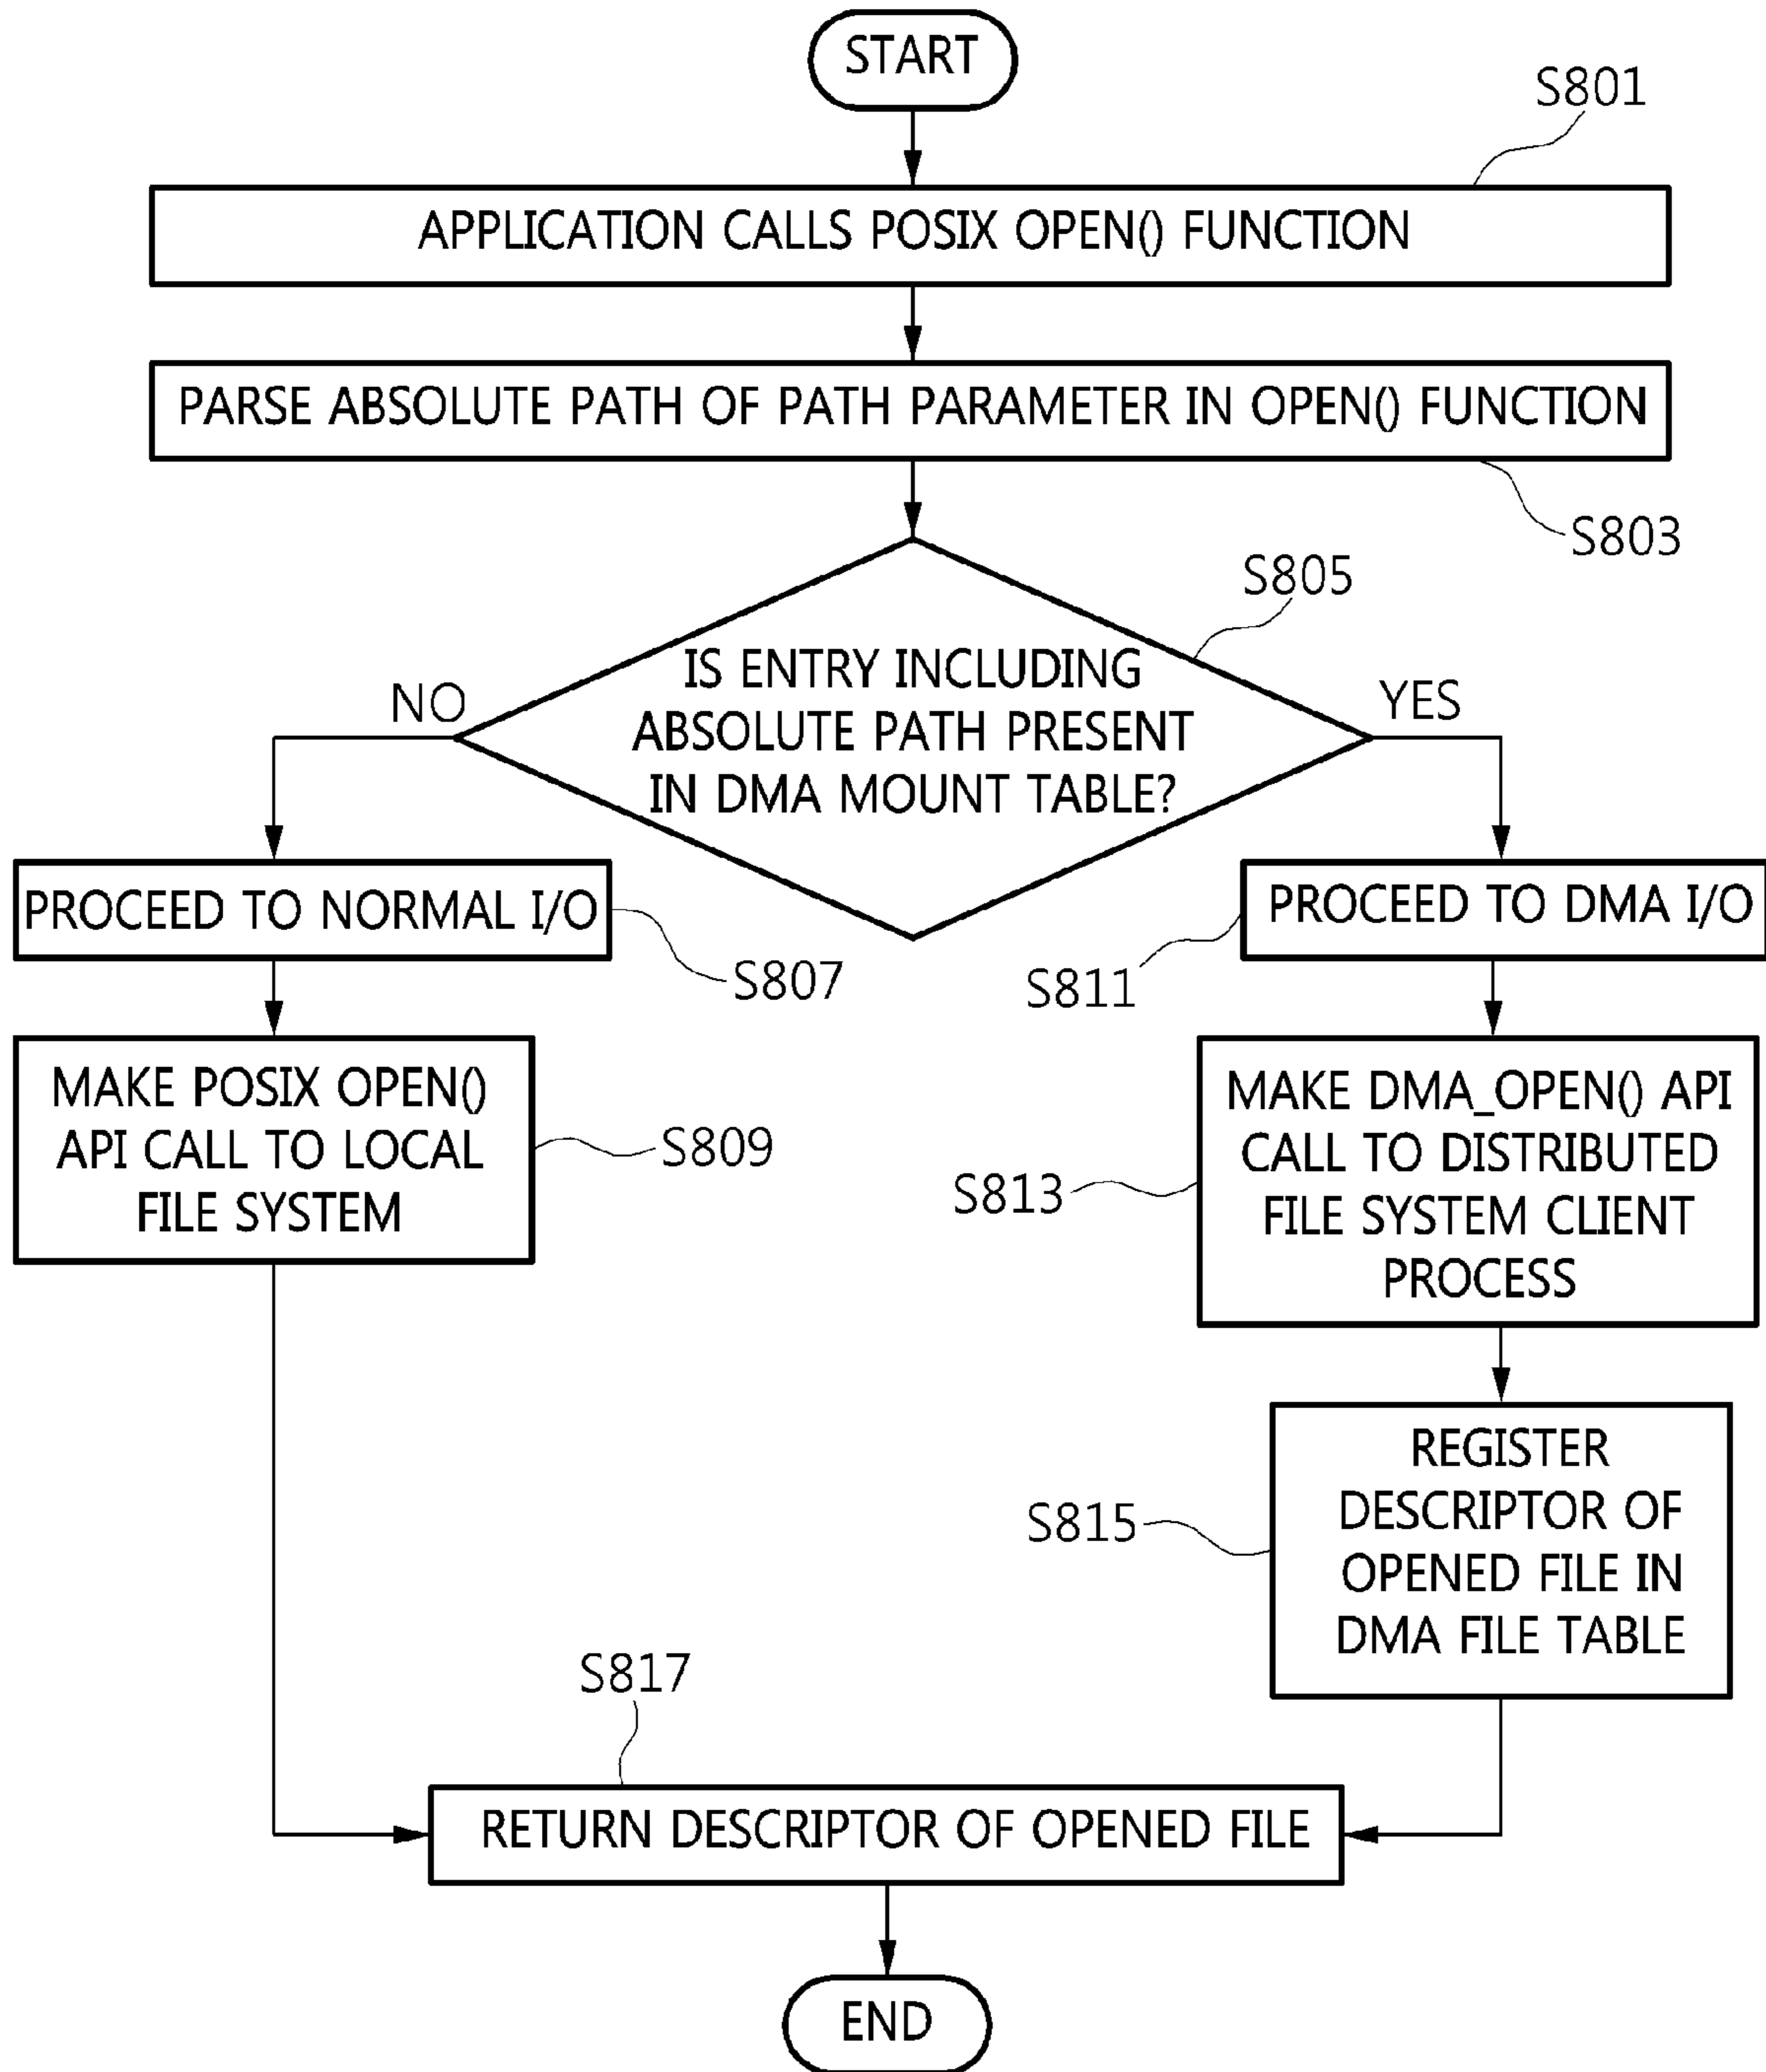 START
S801
APPLICATION CALLS POSIX OPEN() FUNCTION
PARSE ABSOLUTE PATH OF PATH PARAMETER IN OPEN() FUNCTION
S803
S805
IS ENTRY INCLUDING
ABSOLUTE PATH PRESENT
IN DMA MOUNT TABLE?
NO
YES
PROCEED TO NORMAL I/O
S807
PROCEED TO DMA I/O
S811
MAKE POSIX OPEN()
API CALL TO LOCAL
FILE SYSTEM
S809
MAKE DMA_OPEN() API
CALL TO DISTRIBUTED
FILE SYSTEM CLIENT
PROCESS
S813
REGISTER
DESCRIPTOR OF
OPENED FILE IN
DMA FILE TABLE
S815
S817
RETURN DESCRIPTOR OF OPENED FILE
END